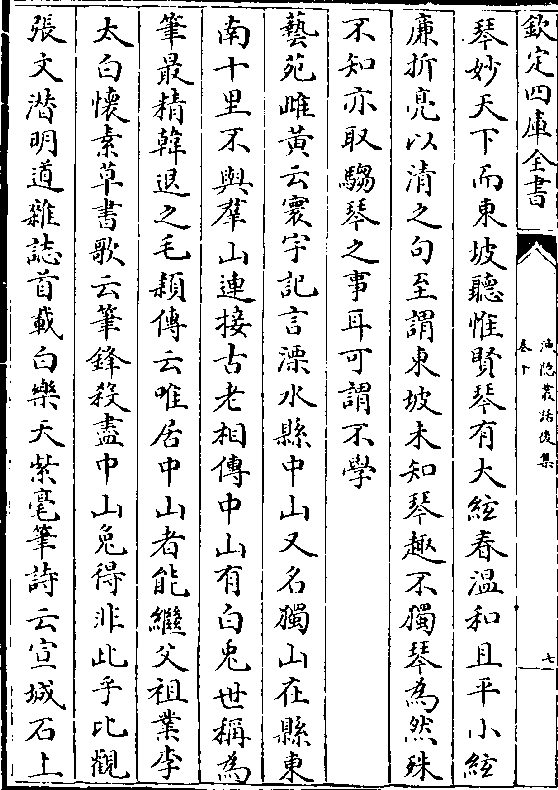 欽定四庫全書
漁隱叢話後集
卷十
七
琴妙天下而東坡聽惟賢琴有大絃春溫和且平小絃
亷折亮以清之句至謂東坡未知琴趣不獨琴為然殊
不知亦取騶琴之事耳可謂不學
藝苑雌黃云寰宇記言溧水縣中山又名獨山在縣東
南十里不與羣山連接古老相傳中山有白兎世稱為
筆最精韓退之毛穎傳云唯居中山者能繼父祖業李
太白懷素草書歌云筆鋒殺盡中山兎得非此乎比觀
張文潛明道雜誌首載白樂天紫毫筆詩云宣城石上